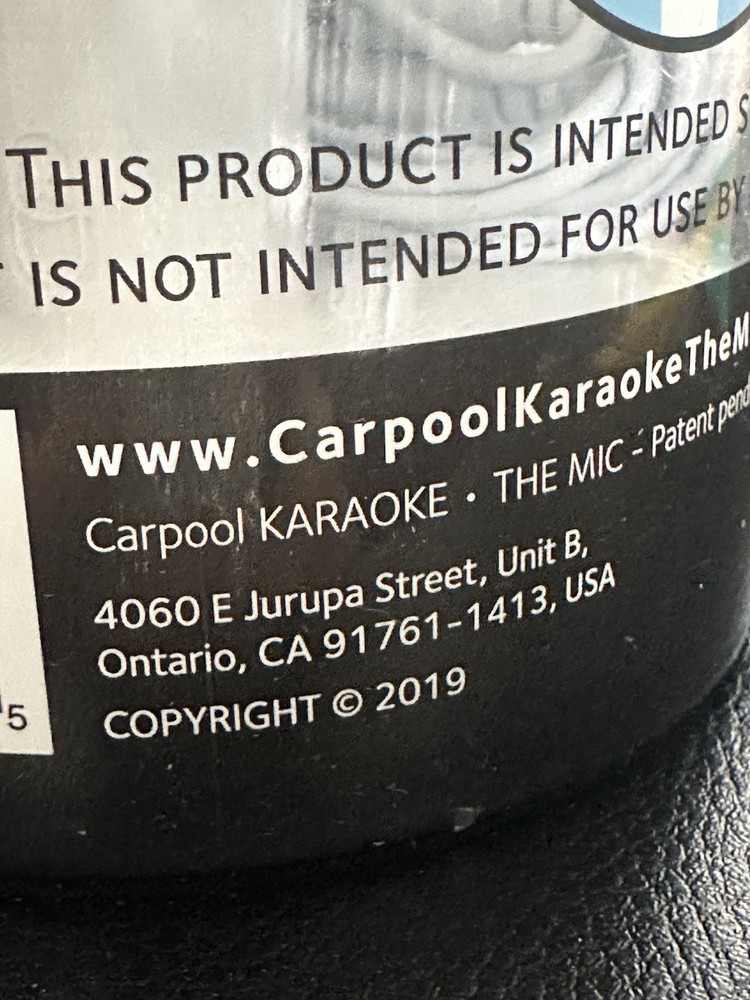 THIS PRODUCT IS INTENDED
IS NOT INTENDED FOR USE BY
www.CarpoolKaraokeTheM
Carpool KARAOKE • THE MIC - Patent pend
4060 E Jurupa Street, Unit B,
Ontario, CA 91761-1413, USA
COPYRIGHT © 2019
5